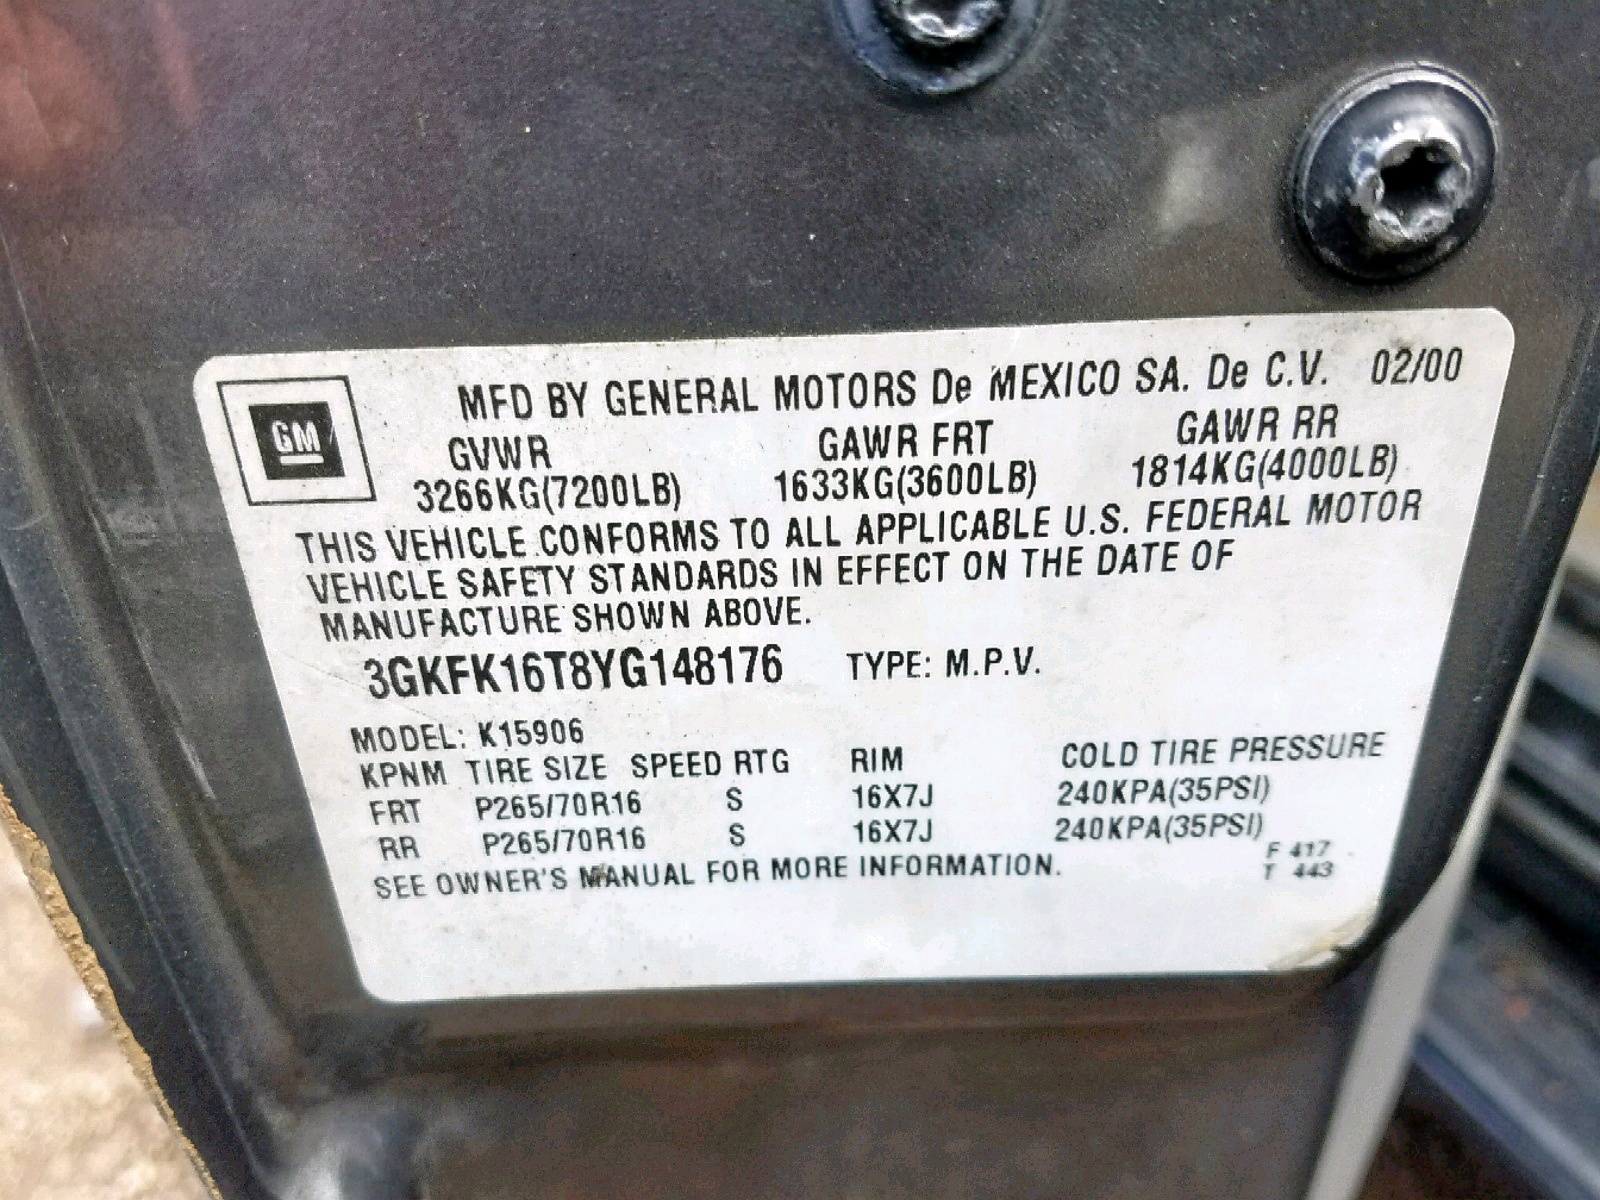 GM
MFD BY GENERAL MOTORS De MEXICO SA. De C.V. 02/00
GVWR GAWR FRT GAWR RR
3266KG(7200LB) 1633KG(3600LB) 1814KG(4000LB)
THIS VEHICLE CONFORMS TO ALL APPLICABLE U.S. FEDERAL MOTOR
VEHICLE SAFETY STANDARDS IN EFFECT ON THE DATE OF
MANUFACTURE SHOWN ABOVE.
3GKFK16T8YG148176 TYPE: M.P.V.
MODEL: K15906
KPNM TIRE SIZE SPEED RTG RIM COLD TIRE PRESSURE
FRT P265/70R16 S 16X7J 240KPA(35PSI)
RR P265/70R16 S 16X7J 240KPA(35PSI)
SEE OWNER'S MANUAL FOR MORE INFORMATION.
F 417
T 443